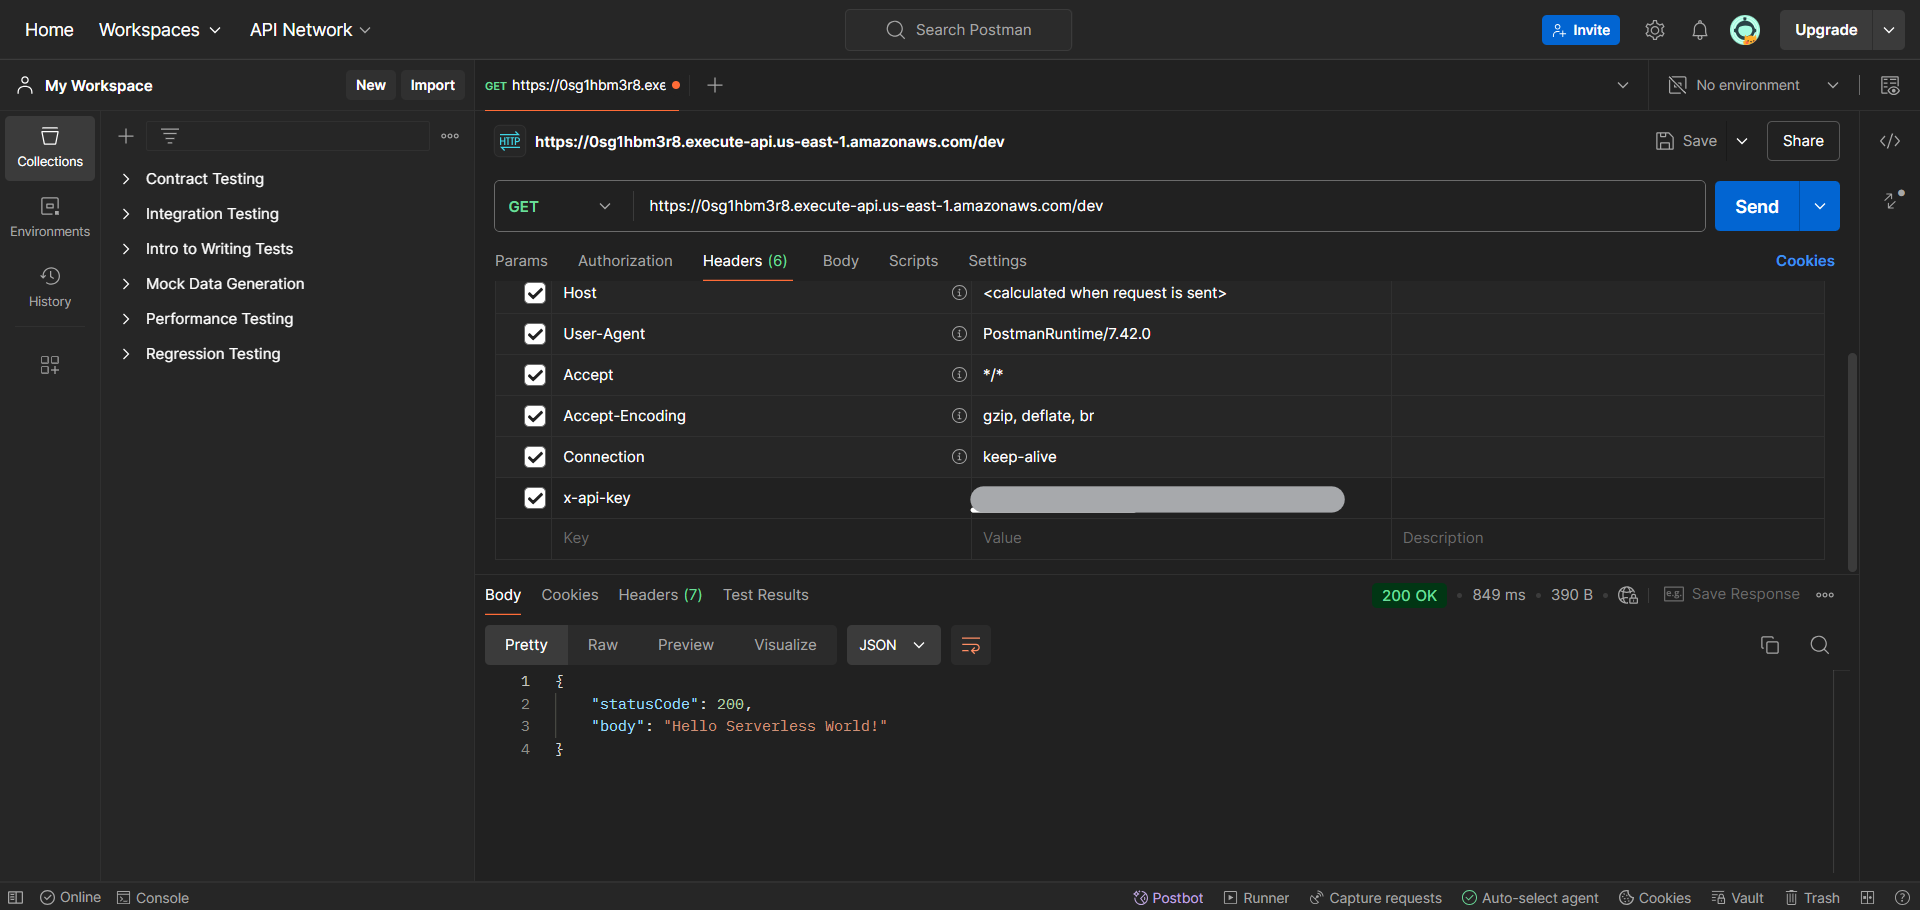 Home Workspaces API Network Search Postman Invite Upgrade
My Workspace New Import GET https://0sg1hbm3r8.exe No environment
Collections
Environments
History
Contract Testing
Integration Testing
Intro to Writing Tests
Mock Data Generation
Performance Testing
Regression Testing
HTTP https://0sg1hbm3r8.execute-api.us-east-1.amazonaws.com/dev Save Share
GET https://0sg1hbm3r8.execute-api.us-east-1.amazonaws.com/dev Send
Params Authorization Headers (6) Body Scripts Settings Cookies
Host <calculated when request is sent>
User-Agent PostmanRuntime/7.42.0
Accept */*
Accept-Encoding gzip, deflate, br
Connection keep-alive
x-api-key
Key Value Description
Body Cookies Headers (7) Test Results 200 OK • 849 ms • 390 B • e.g. Save Response
Pretty Raw Preview Visualize JSON
1 {
2 "statusCode": 200,
3 "body": "Hello Serverless World!"
4 }
Online Console Postbot Runner Capture requests Auto-select agent Cookies Vault Trash